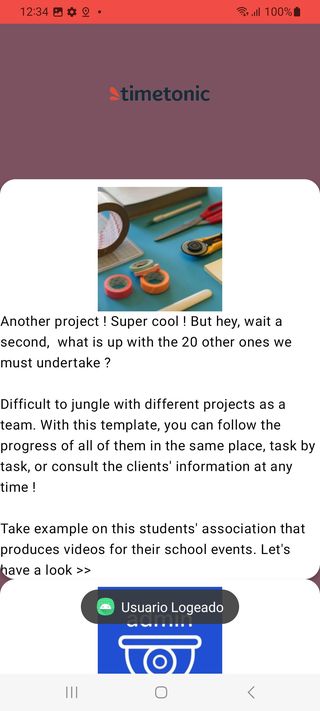 12:34
100%
timetonic
Another project ! Super cool ! But hey, wait a
second,  what is up with the 20 other ones we
must undertake ?
Difficult to jungle with different projects as a
team. With this template, you can follow the
progress of all of them in the same place, task by
task, or consult the clients' information at any
time !
Take example on this students' association that
produces videos for their school events. Let's
have a look >>
Usuario Logeado
admin